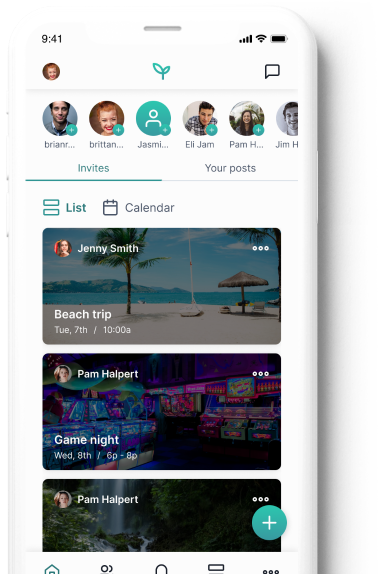 9:41
brianr...
brittan...
Jasmi...
Eli Jam
Pam H...
Jim H
Invites
Your posts
List
Calendar
Jenny Smith
Beach trip
Tue, 7th / 10:00a
Pam Halpert
Game night
Wed, 8th / 6p - 8p
Pam Halpert